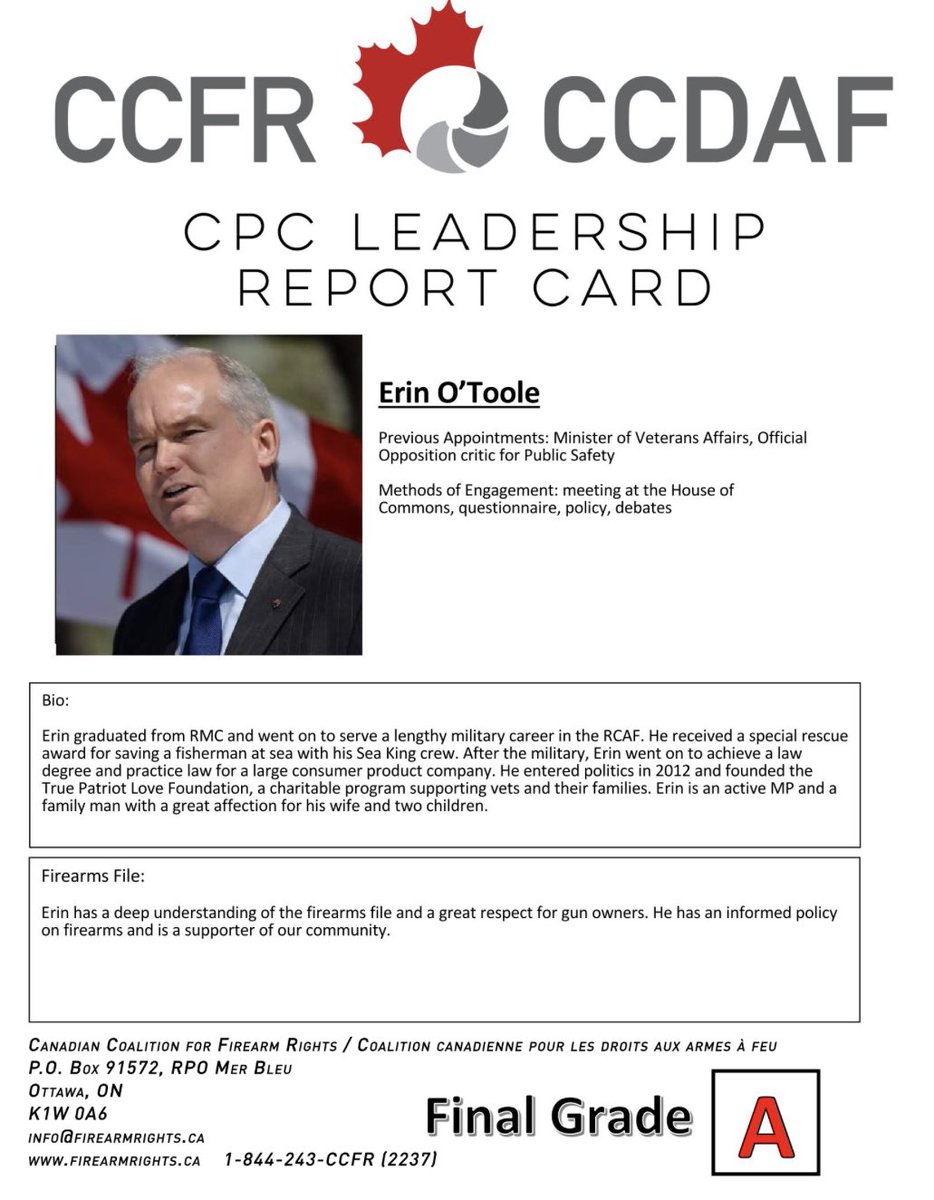 CCFR CCDAF
CPC LEADERSHIP
REPORT CARD
Erin O'Toole
Previous Appointments: Minister of Veterans Affairs, Official
Opposition critic for Public Safety
Methods of Engagement: meeting at the House of
Commons, questionnaire, policy, debates
Bio:
Erin graduated from RMC and went on to serve a lengthy military career in the RCAF. He received a special rescue
award for saving a fisherman at sea with his Sea King crew. After the military, Erin went on to achieve a law
degree and practice law for a large consumer product company. He entered politics in 2012 and founded the
True Patriot Love Foundation, a charitable program supporting vets and their families. Erin is an active MP and a
family man with a great affection for his wife and two children.
Firearms File:
Erin has a deep understanding of the firearms file and a great respect for gun owners. He has an informed policy
on firearms and is a supporter of our community.
Canadian Coalition for Firearm Rights / Coalition canadienne pour les droits aux armes à feu
P.O. Box 91572, RPO Mer Bleu
Ottawa, ON
K1W 0A6
info@firearmrights.ca
www.firearmrights.ca 1-844-243-CCFR (2237)
Final Grade A